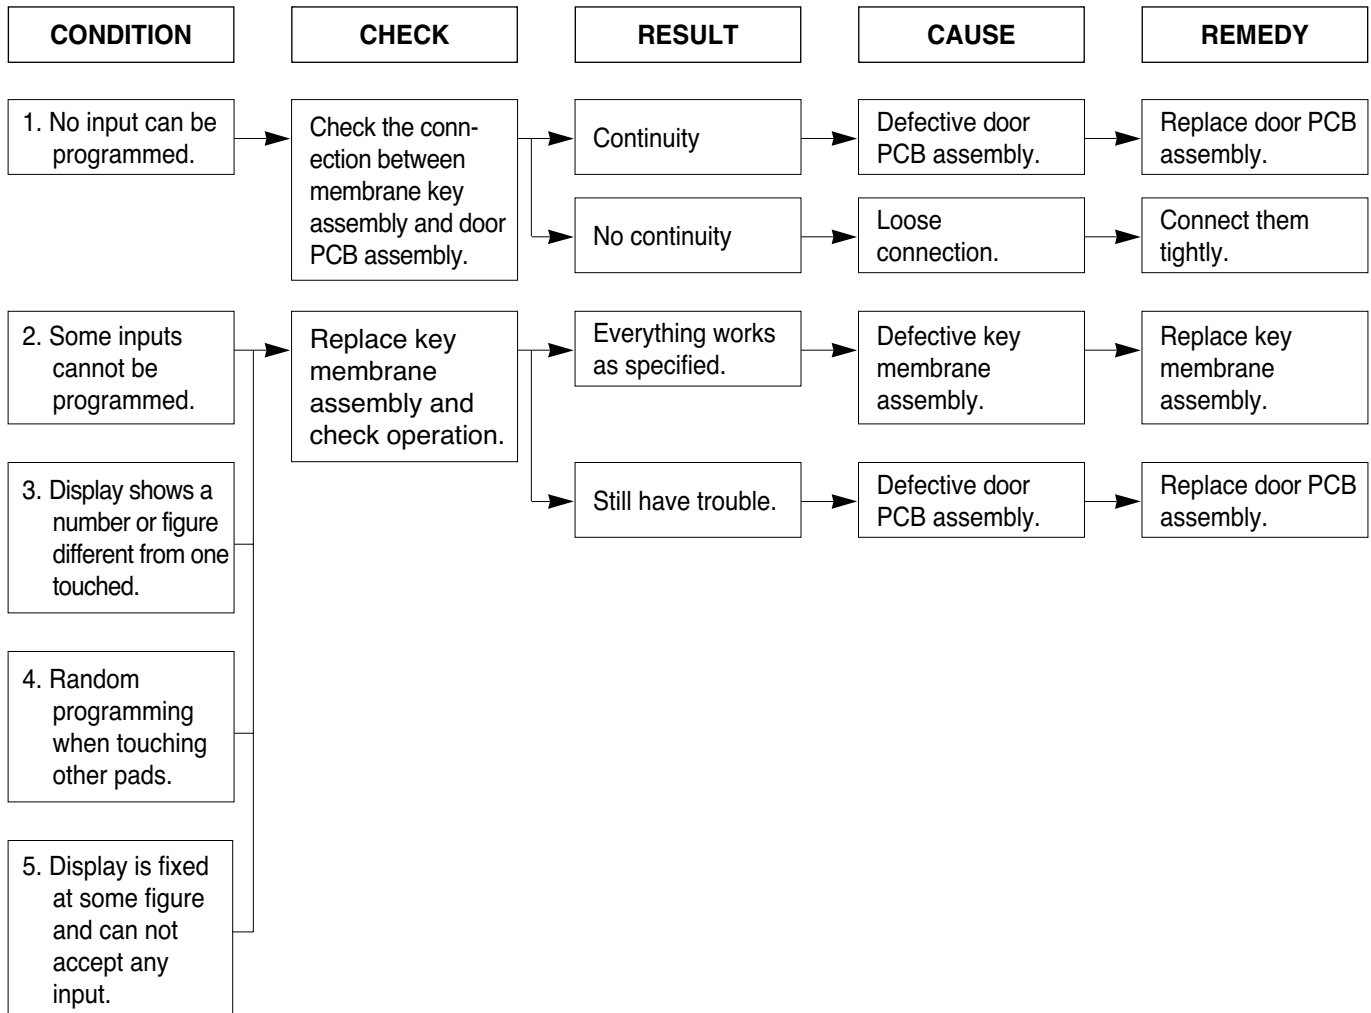 CONDITION
CHECK
RESULT
CAUSE
REMEDY
1. No input can be
programmed.
Check the conn-
ection between
membrane key
assembly and door
PCB assembly.
Continuity
Defective door
PCB assembly.
Replace door PCB
assembly.
No continuity
Loose
connection.
Connect them
tightly.
2. Some inputs
cannot be
programmed.
Replace key
membrane
assembly and
check operation.
Everything works
as specified.
Defective key
membrane
assembly.
Replace key
membrane
assembly.
3. Display shows a
number or figure
different from one
touched.
Still have trouble.
Defective door
PCB assembly.
Replace door PCB
assembly.
4. Random
programming
when touching
other pads.
5. Display is fixed
at some figure
and can not
accept any
input.